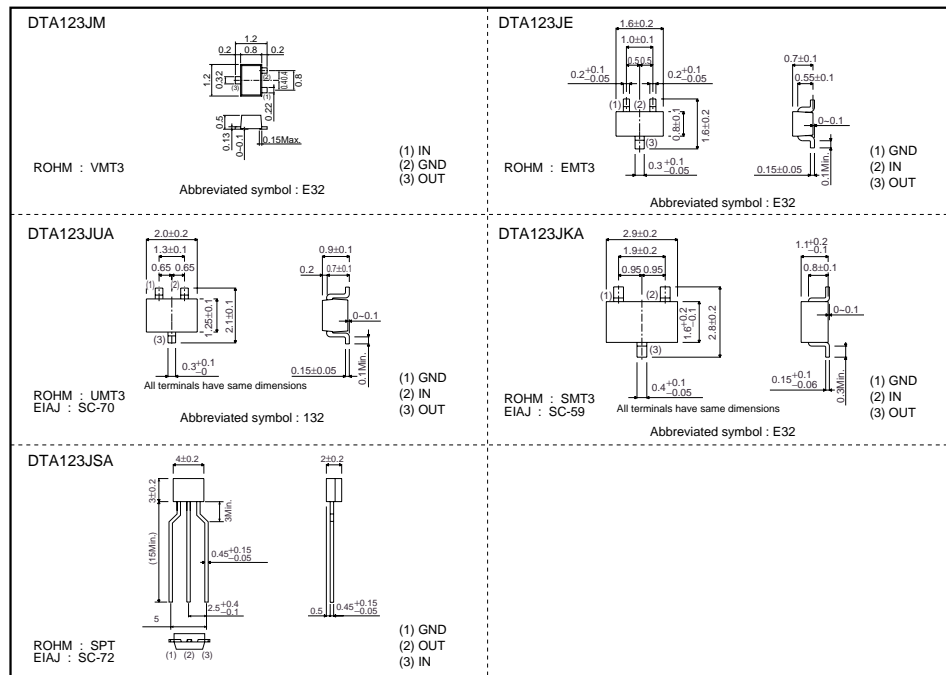 DTA123JM
1.2
0.2 0.8 0.2
1.2
0.32
(3) (2)
(1)
0.4 0.4
0.8
0.22
0.5
0.13
0~0.1
0.15Max.
ROHM : VMT3
(1) IN
(2) GND
(3) OUT
Abbreviated symbol : E32
DTA123JE
1.6±0.2
1.0±0.1
0.5 0.5
0.2+0.1 −0.05 0.2+0.1 −0.05
(1) (2)
(3)
0.8±0.1
1.6±0.2
0.3+0.1 −0.05
0.7±0.1
0.55±0.1
0~0.1
0.15±0.05
0.1Min.
ROHM : EMT3
(1) GND
(2) IN
(3) OUT
Abbreviated symbol : E32
DTA123JUA
2.0±0.2
1.3±0.1
0.65 0.65
(1) (2)
(3)
1.25±0.1
2.1±0.1
0.3+0.1 −0
0.9±0.1
0.2 0.7±0.1
0~0.1
0.15±0.05
0.1Min.
All terminals have same dimensions
ROHM : UMT3
EIAJ : SC-70
(1) GND
(2) IN
(3) OUT
Abbreviated symbol : 132
DTA123JKA
2.9±0.2
1.9±0.2
0.95 0.95
(1) (2)
(3)
1.6+0.2 −0.1
2.8±0.2
0.4+0.1 −0.05
1.1+0.2 −0.1
0.8±0.1
0~0.1
0.15+0.1 −0.06
0.3Min.
ROHM : SMT3
EIAJ : SC-59
All terminals have same dimensions
(1) GND
(2) IN
(3) OUT
Abbreviated symbol : E32
DTA123JSA
4±0.2
3±0.2
(15Min.)
3Min.
0.45+0.15 −0.05
2.5+0.4 −0.1
5
2±0.2
0.5 0.45+0.15 −0.05
(1) (2) (3)
ROHM : SPT
EIAJ : SC-72
(1) GND
(2) OUT
(3) IN